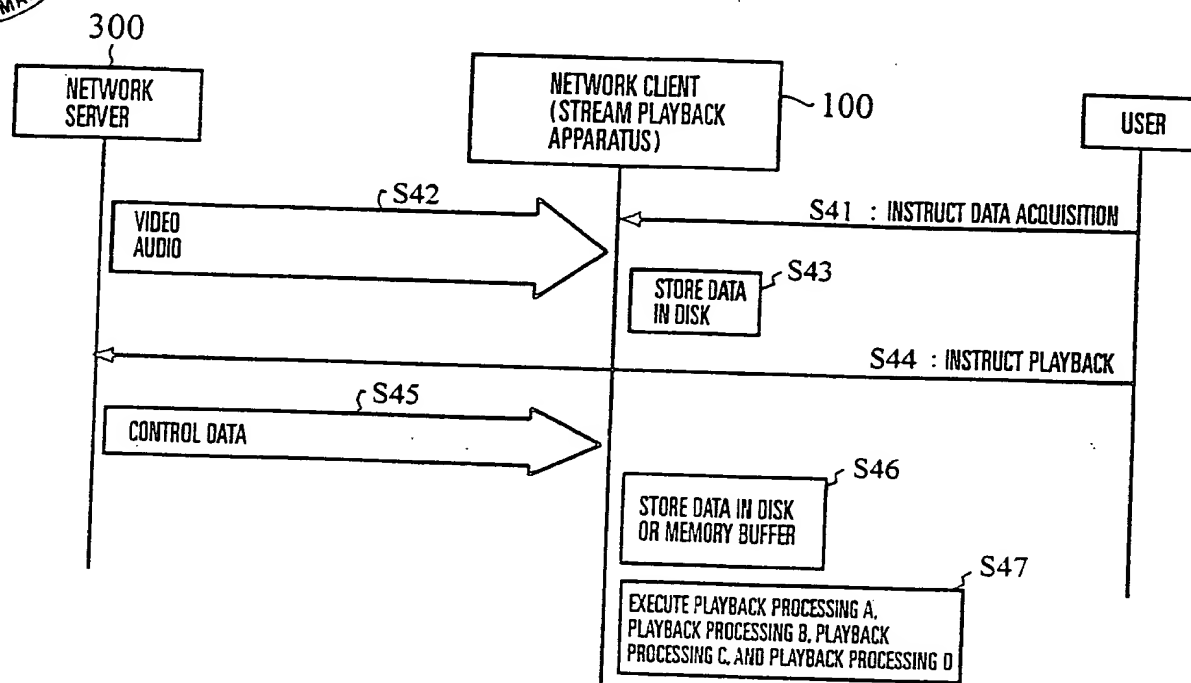 300
NETWORK
SERVER
NETWORK CLIENT
(STREAM PLAYBACK
APPARATUS)
100
USER
S42
VIDEO
AUDIO
S41 : INSTRUCT DATA ACQUISITION
S43
STORE DATA
IN DISK
S44 : INSTRUCT PLAYBACK
S45
CONTROL DATA
S46
STORE DATA IN DISK
OR MEMORY BUFFER
S47
EXECUTE PLAYBACK PROCESSING A,
PLAYBACK PROCESSING B, PLAYBACK
PROCESSING C, AND PLAYBACK PROCESSING D